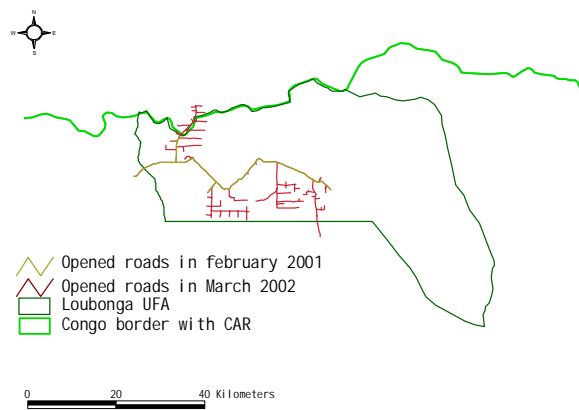 N
W E
S
Opened roads in february 2001
Opened roads in March 2002
Loubonga UFA
Congo border with CAR
0 20 40 Kilometers